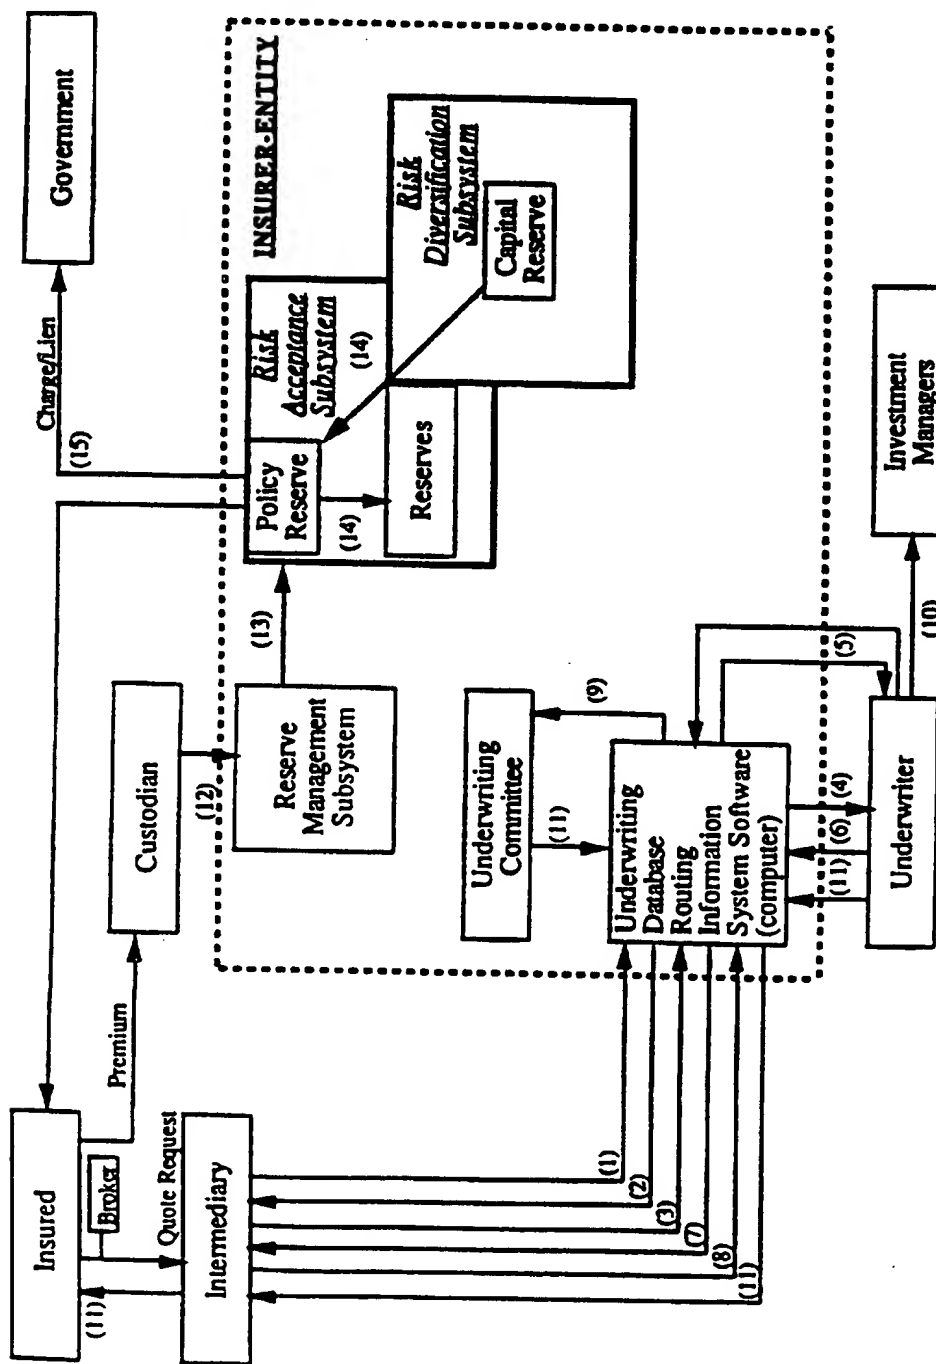 Insured
(11)
Broker
Premium
Quote Request
Intermediary
(1)
(2)
(3)
(7)
(8)
(11)
Custodian
(12)
Reserve
Management
Subsystem
(13)
Charge/Lien
(15)
Government
INSURER-ENTITY
Risk
Acceptance
Subsystem
(14)
Policy
Reserve
(14)
Reserves
Risk
Diversification
Subsystem
Capital
Reserve
Underwriting
Committee
(9)
(11)
Underwriting
Database
Routing
Information
System Software
(computer)
(4)
(6)
(11)
(5)
Underwriter
(10)
Investment
Managers